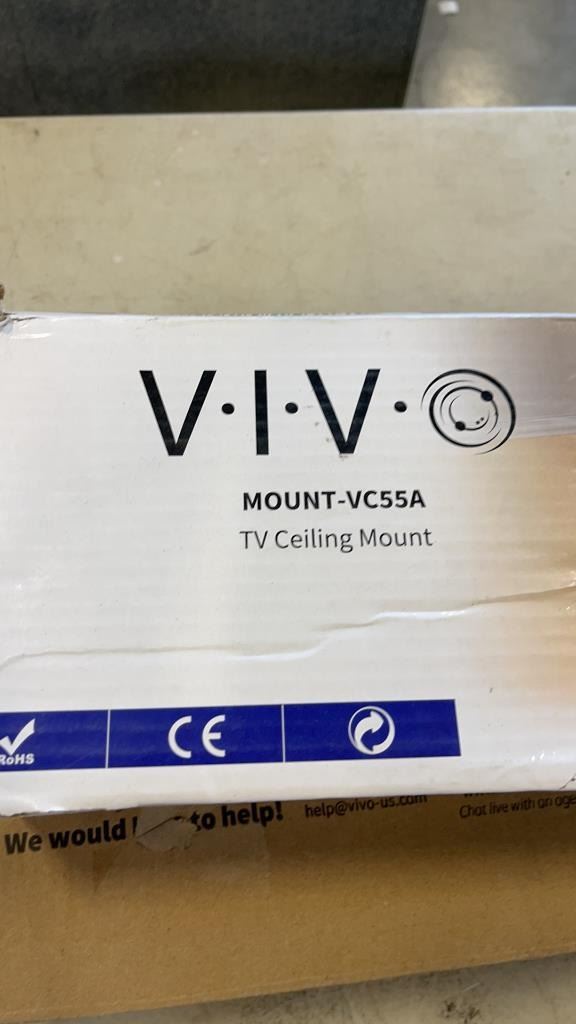 V·I·V·O
MOUNT-VC55A
TV Ceiling Mount
RoHS
CE
We would to help!
help@vivo-us.com
Chat live with an